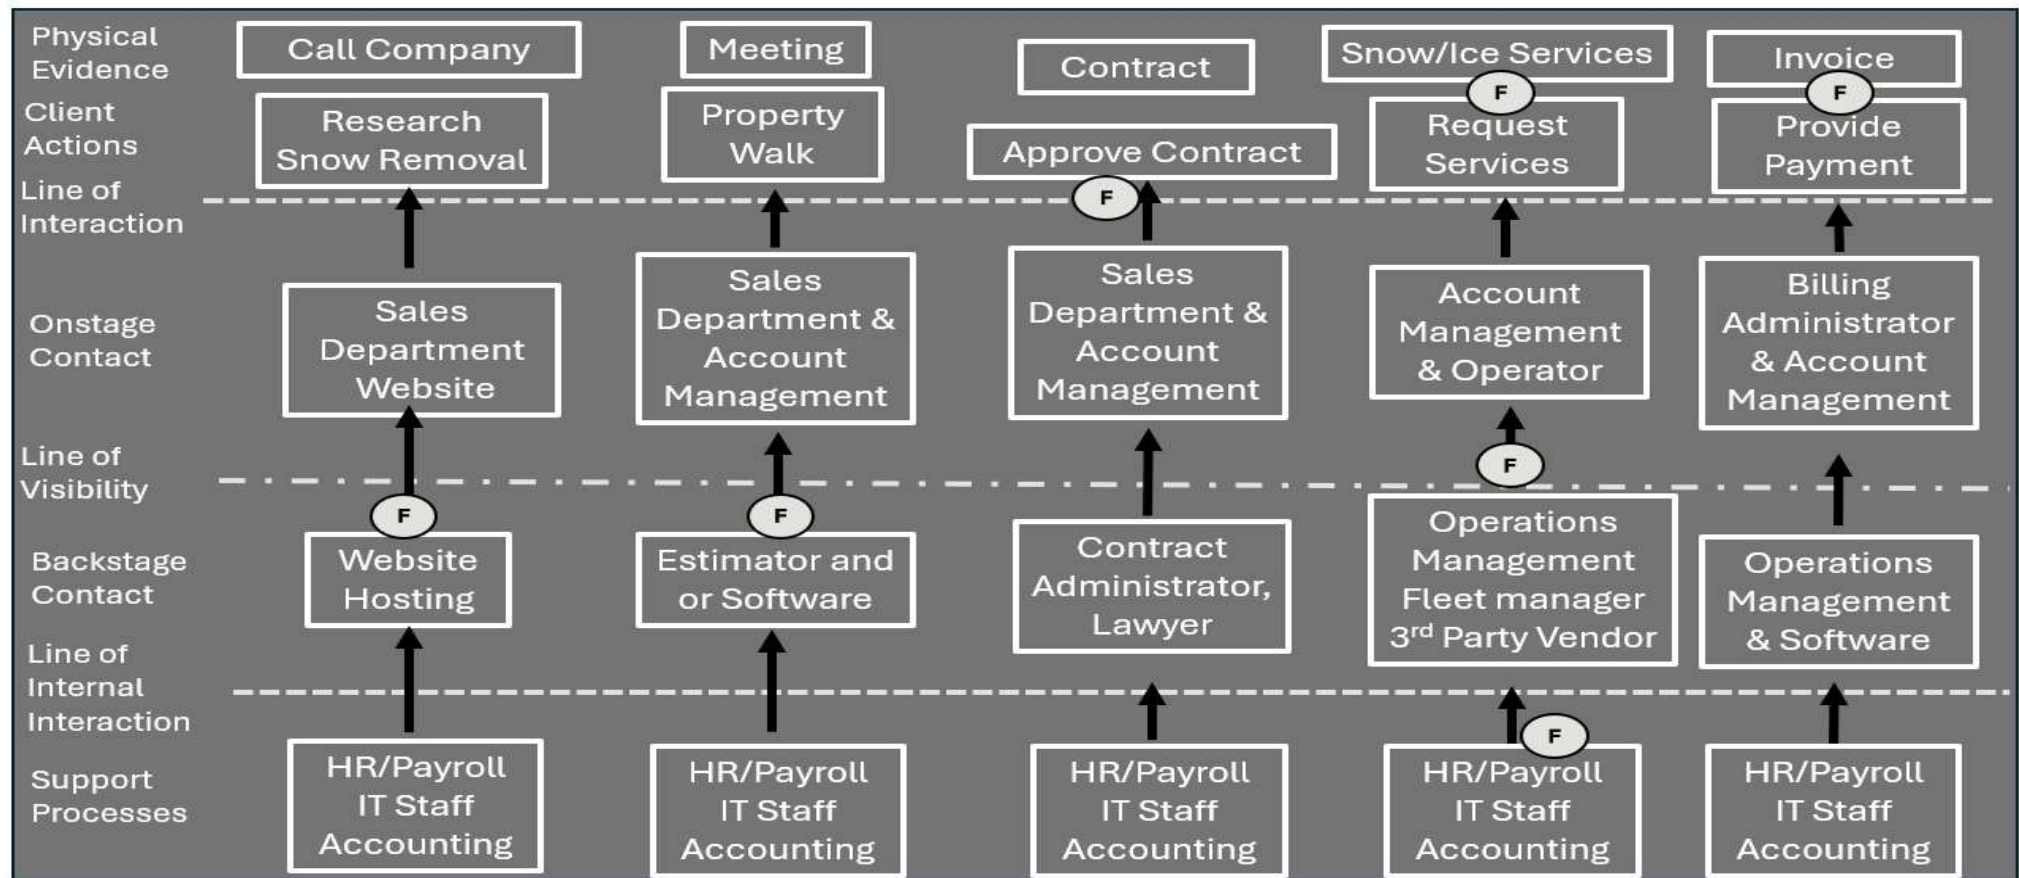 Physical
Evidence
Call Company
Meeting
Contract
Snow/Ice Services
Invoice
F
F
Client
Actions
Research
Snow Removal
Property
Walk
Approve Contract
Request
Services
Provide
Payment
Line of
Interaction
F
Onstage
Contact
Sales
Department
Website
Sales
Department &
Account
Management
Sales
Department &
Account
Management
Account
Management
& Operator
Billing
Administrator
& Account
Management
Line of
Visibility
F
F
F
Backstage
Contact
Website
Hosting
Estimator and
or Software
Contract
Administrator,
Lawyer
Operations
Management
Fleet manager
3rd Party Vendor
Operations
Management
& Software
Line of
Internal
Interaction
F
Support
Processes
HR/Payroll
IT Staff
Accounting
HR/Payroll
IT Staff
Accounting
HR/Payroll
IT Staff
Accounting
HR/Payroll
IT Staff
Accounting
HR/Payroll
IT Staff
Accounting